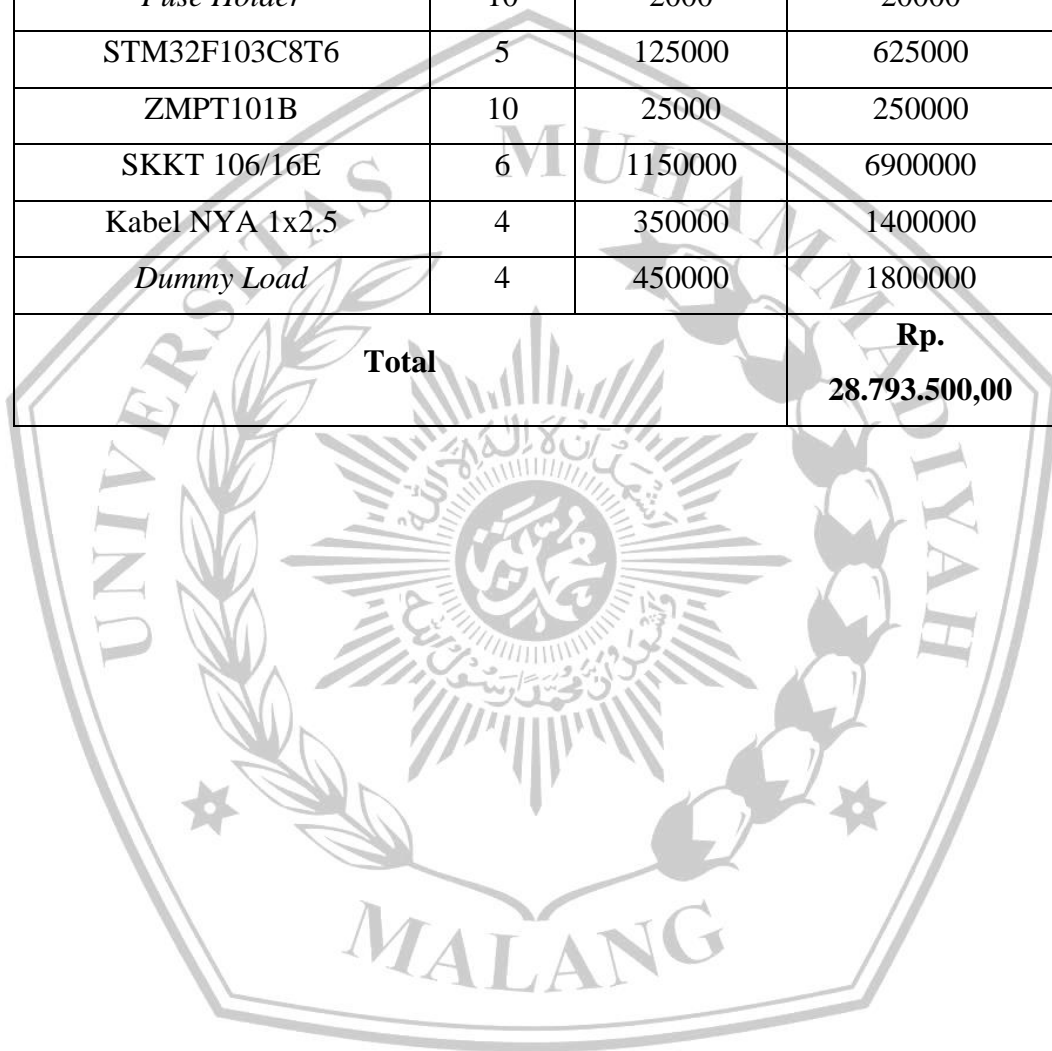 Fuse Holder 10 2000 20000
STM32F103C8T6 5 125000 625000
ZMPT101B 10 25000 250000
SKKT 106/16E 6 1150000 6900000
Kabel NYA 1x2.5 4 350000 1400000
Dummy Load 4 450000 1800000
Total Rp.
28.793.500,00
UNIVERSITAS MUHAMMADIYAH
MALANG